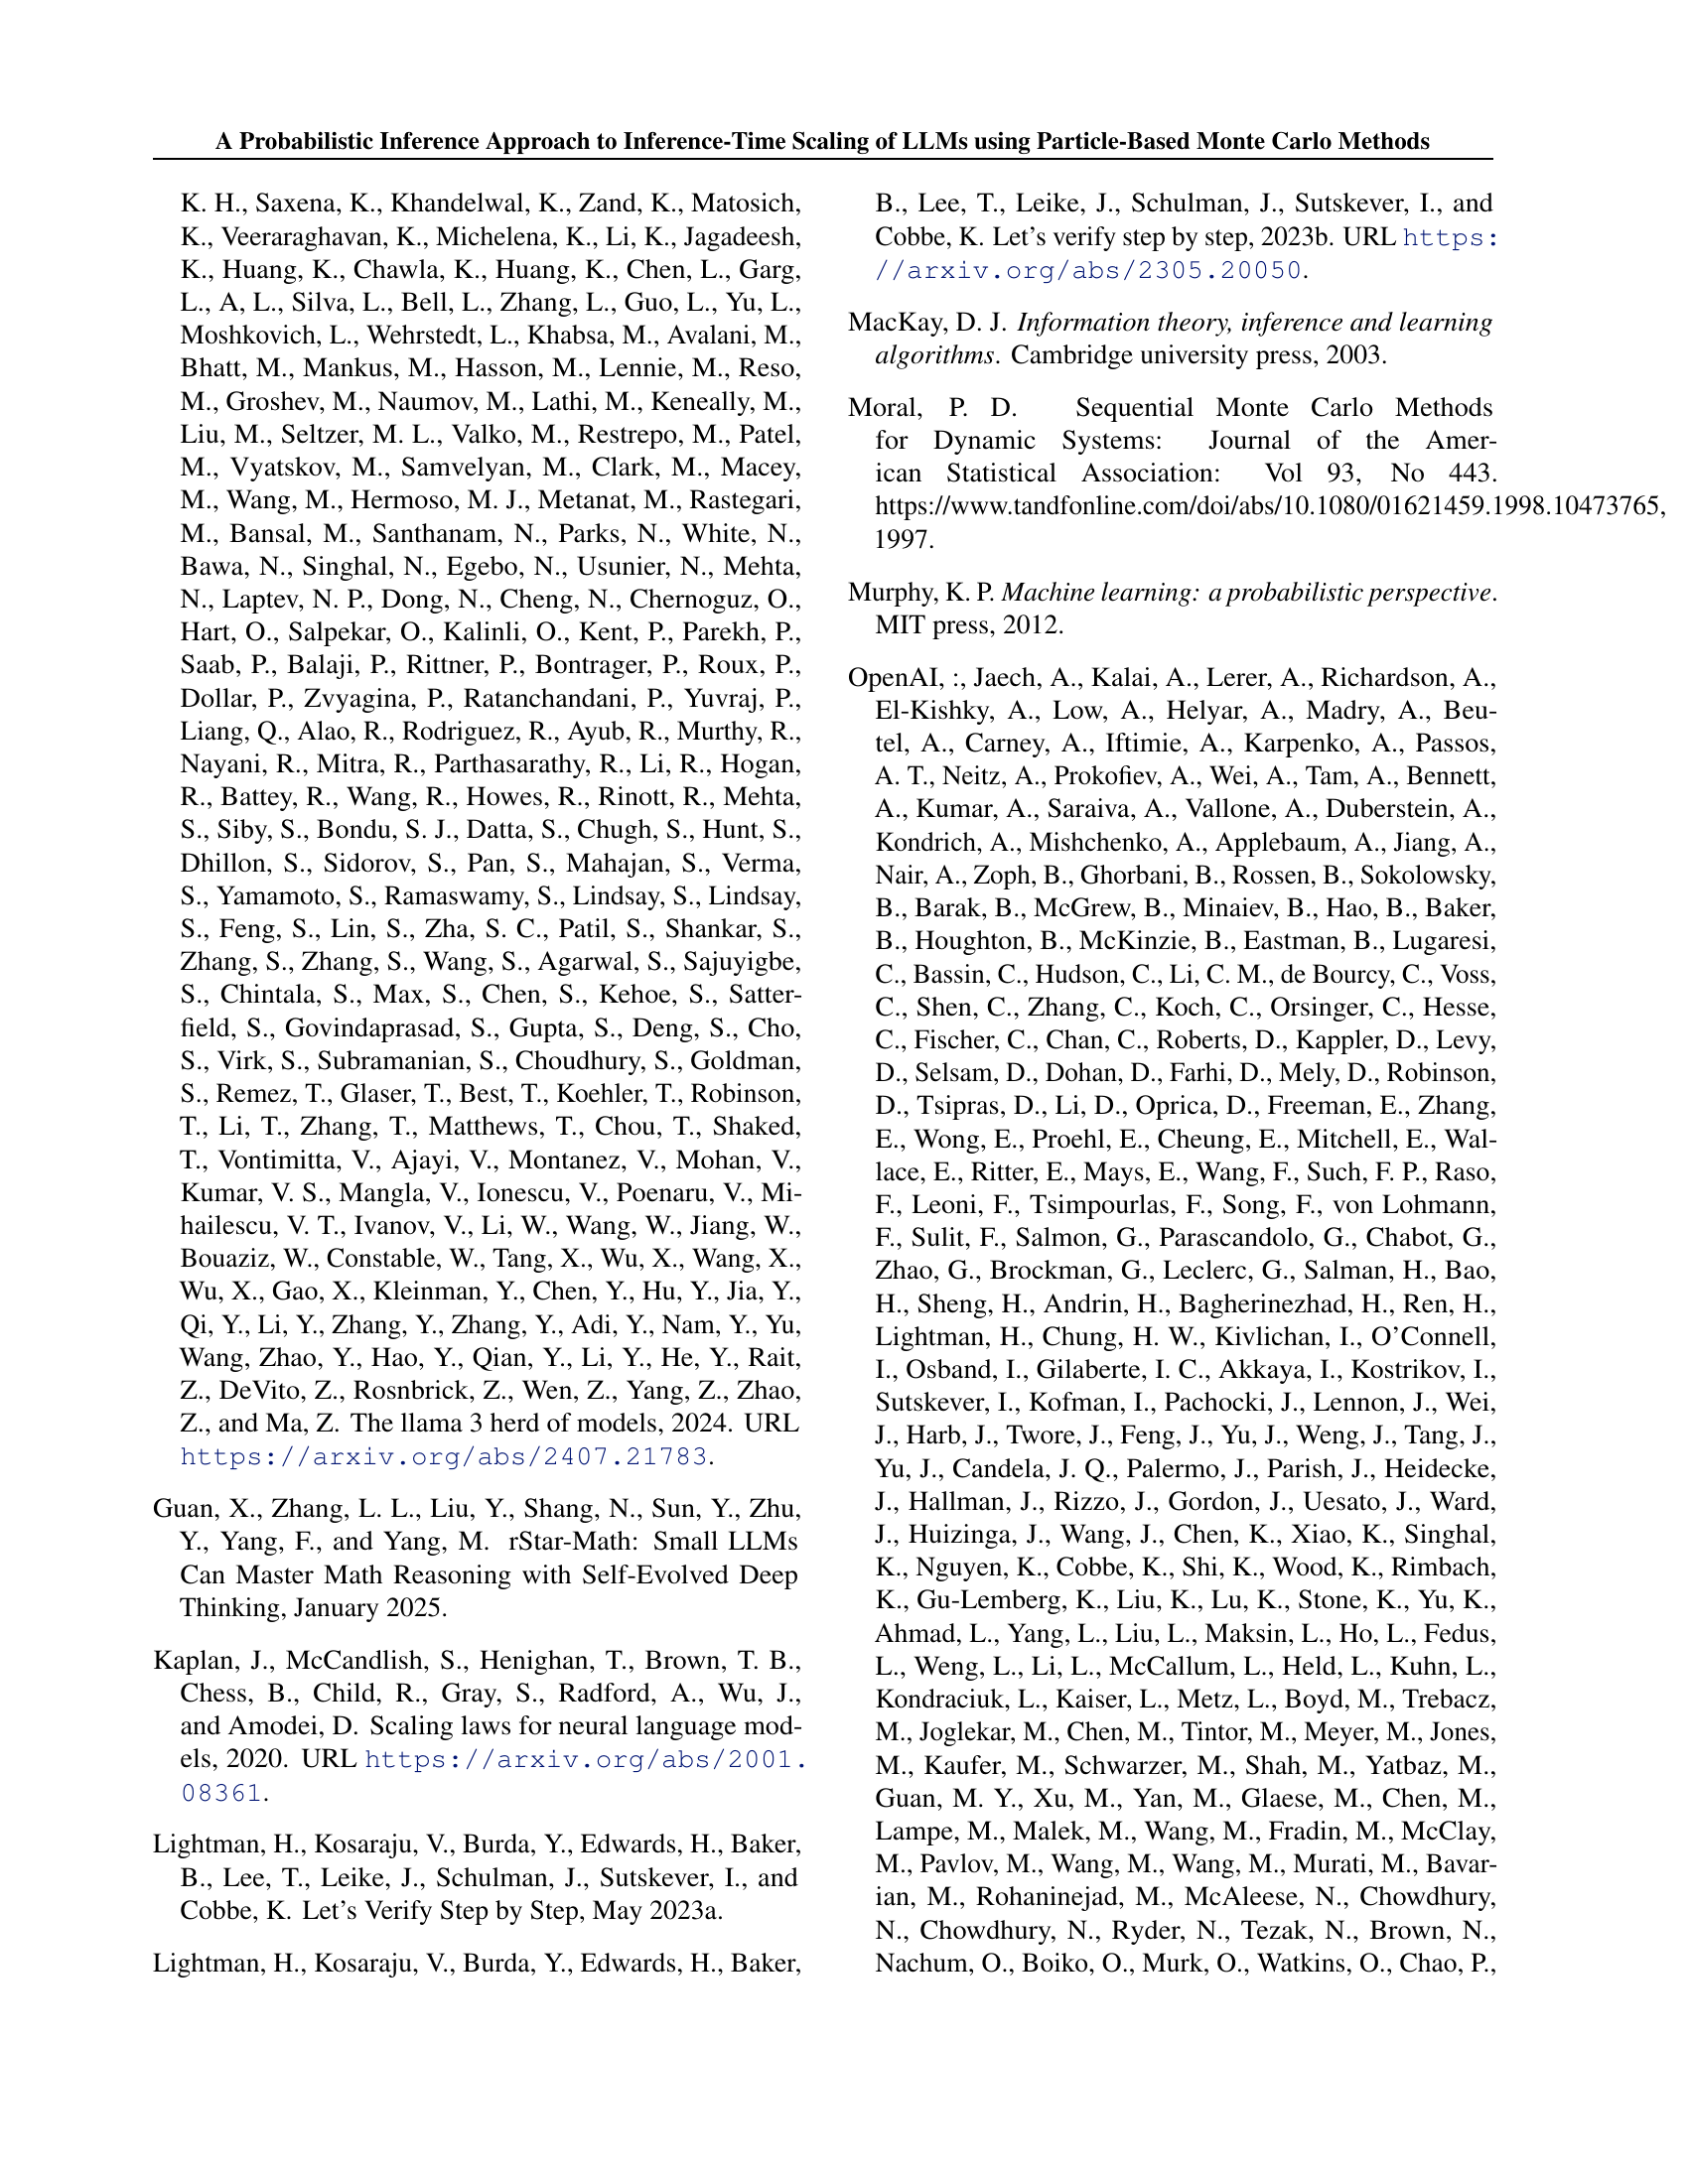 A Probabilistic Inference Approach to Inference-Time Scaling of LLMs using Particle-Based Monte Carlo Methods
K. H., Saxena, K., Khandelwal, K., Zand, K., Matosich,
K., Veeraraghavan, K., Michelena, K., Li, K., Jagadeesh,
K., Huang, K., Chawla, K., Huang, K., Chen, L., Garg,
L., A, L., Silva, L., Bell, L., Zhang, L., Guo, L., Yu, L.,
Moshkovich, L., Wehrstedt, L., Khabsa, M., Avalani, M.,
Bhatt, M., Mankus, M., Hasson, M., Lennie, M., Reso,
M., Groshev, M., Naumov, M., Lathi, M., Keneally, M.,
Liu, M., Seltzer, M. L., Valko, M., Restrepo, M., Patel,
M., Vyatskov, M., Samvelyan, M., Clark, M., Macey,
M., Wang, M., Hermoso, M. J., Metanat, M., Rastegari,
M., Bansal, M., Santhanam, N., Parks, N., White, N.,
Bawa, N., Singhal, N., Egebo, N., Usunier, N., Mehta,
N., Laptev, N. P., Dong, N., Cheng, N., Chernoguz, O.,
Hart, O., Salpekar, O., Kalinli, O., Kent, P., Parekh, P.,
Saab, P., Balaji, P., Rittner, P., Bontrager, P., Roux, P.,
Dollar, P., Zvyagina, P., Ratanchandani, P., Yuvraj, P.,
Liang, Q., Alao, R., Rodriguez, R., Ayub, R., Murthy, R.,
Nayani, R., Mitra, R., Parthasarathy, R., Li, R., Hogan,
R., Battey, R., Wang, R., Howes, R., Rinott, R., Mehta,
S., Siby, S., Bondu, S. J., Datta, S., Chugh, S., Hunt, S.,
Dhillon, S., Sidorov, S., Pan, S., Mahajan, S., Verma,
S., Yamamoto, S., Ramaswamy, S., Lindsay, S., Lindsay,
S., Feng, S., Lin, S., Zha, S. C., Patil, S., Shankar, S.,
Zhang, S., Zhang, S., Wang, S., Agarwal, S., Sajuyigbe,
S., Chintala, S., Max, S., Chen, S., Kehoe, S., Satter-
field, S., Govindaprasad, S., Gupta, S., Deng, S., Cho,
S., Virk, S., Subramanian, S., Choudhury, S., Goldman,
S., Remez, T., Glaser, T., Best, T., Koehler, T., Robinson,
T., Li, T., Zhang, T., Matthews, T., Chou, T., Shaked,
T., Vontimitta, V., Ajayi, V., Montanez, V., Mohan, V.,
Kumar, V. S., Mangla, V., Ionescu, V., Poenaru, V., Mi-
hailescu, V. T., Ivanov, V., Li, W., Wang, W., Jiang, W.,
Bouaziz, W., Constable, W., Tang, X., Wu, X., Wang, X.,
Wu, X., Gao, X., Kleinman, Y., Chen, Y., Hu, Y., Jia, Y.,
Qi, Y., Li, Y., Zhang, Y., Zhang, Y., Adi, Y., Nam, Y., Yu,
Wang, Zhao, Y., Hao, Y., Qian, Y., Li, Y., He, Y., Rait,
Z., DeVito, Z., Rosnbrick, Z., Wen, Z., Yang, Z., Zhao,
Z., and Ma, Z. The llama 3 herd of models, 2024. URL
https://arxiv.org/abs/2407.21783.
Guan, X., Zhang, L. L., Liu, Y., Shang, N., Sun, Y., Zhu,
Y., Yang, F., and Yang, M. rStar-Math: Small LLMs
Can Master Math Reasoning with Self-Evolved Deep
Thinking, January 2025.
Kaplan, J., McCandlish, S., Henighan, T., Brown, T. B.,
Chess, B., Child, R., Gray, S., Radford, A., Wu, J.,
and Amodei, D. Scaling laws for neural language mod-
els, 2020. URL https://arxiv.org/abs/2001.
08361.
Lightman, H., Kosaraju, V., Burda, Y., Edwards, H., Baker,
B., Lee, T., Leike, J., Schulman, J., Sutskever, I., and
Cobbe, K. Let's Verify Step by Step, May 2023a.
Lightman, H., Kosaraju, V., Burda, Y., Edwards, H., Baker,
B., Lee, T., Leike, J., Schulman, J., Sutskever, I., and
Cobbe, K. Let's verify step by step, 2023b. URL https:
//arxiv.org/abs/2305.20050.
MacKay, D. J. Information theory, inference and learning
algorithms. Cambridge university press, 2003.
Moral, P. D. Sequential Monte Carlo Methods
for Dynamic Systems: Journal of the Amer-
ican Statistical Association: Vol 93, No 443.
https://www.tandfonline.com/doi/abs/10.1080/01621459.1998.10473765,
1997.
Murphy, K. P. Machine learning: a probabilistic perspective.
MIT press, 2012.
OpenAI, :, Jaech, A., Kalai, A., Lerer, A., Richardson, A.,
El-Kishky, A., Low, A., Helyar, A., Madry, A., Beu-
tel, A., Carney, A., Iftimie, A., Karpenko, A., Passos,
A. T., Neitz, A., Prokofiev, A., Wei, A., Tam, A., Bennett,
A., Kumar, A., Saraiva, A., Vallone, A., Duberstein, A.,
Kondrich, A., Mishchenko, A., Applebaum, A., Jiang, A.,
Nair, A., Zoph, B., Ghorbani, B., Rossen, B., Sokolowsky,
B., Barak, B., McGrew, B., Minaiev, B., Hao, B., Baker,
B., Houghton, B., McKinzie, B., Eastman, B., Lugaresi,
C., Bassin, C., Hudson, C., Li, C. M., de Bourcy, C., Voss,
C., Shen, C., Zhang, C., Koch, C., Orsinger, C., Hesse,
C., Fischer, C., Chan, C., Roberts, D., Kappler, D., Levy,
D., Selsam, D., Dohan, D., Farhi, D., Mely, D., Robinson,
D., Tsipras, D., Li, D., Oprica, D., Freeman, E., Zhang,
E., Wong, E., Proehl, E., Cheung, E., Mitchell, E., Wal-
lace, E., Ritter, E., Mays, E., Wang, F., Such, F. P., Raso,
F., Leoni, F., Tsimpourlas, F., Song, F., von Lohmann,
F., Sulit, F., Salmon, G., Parascandolo, G., Chabot, G.,
Zhao, G., Brockman, G., Leclerc, G., Salman, H., Bao,
H., Sheng, H., Andrin, H., Bagherinezhad, H., Ren, H.,
Lightman, H., Chung, H. W., Kivlichan, I., O'Connell,
I., Osband, I., Gilaberte, I. C., Akkaya, I., Kostrikov, I.,
Sutskever, I., Kofman, I., Pachocki, J., Lennon, J., Wei,
J., Harb, J., Twore, J., Feng, J., Yu, J., Weng, J., Tang, J.,
Yu, J., Candela, J. Q., Palermo, J., Parish, J., Heidecke,
J., Hallman, J., Rizzo, J., Gordon, J., Uesato, J., Ward,
J., Huizinga, J., Wang, J., Chen, K., Xiao, K., Singhal,
K., Nguyen, K., Cobbe, K., Shi, K., Wood, K., Rimbach,
K., Gu-Lemberg, K., Liu, K., Lu, K., Stone, K., Yu, K.,
Ahmad, L., Yang, L., Liu, L., Maksin, L., Ho, L., Fedus,
L., Weng, L., Li, L., McCallum, L., Held, L., Kuhn, L.,
Kondraciuk, L., Kaiser, L., Metz, L., Boyd, M., Trebacz,
M., Joglekar, M., Chen, M., Tintor, M., Meyer, M., Jones,
M., Kaufer, M., Schwarzer, M., Shah, M., Yatbaz, M.,
Guan, M. Y., Xu, M., Yan, M., Glaese, M., Chen, M.,
Lampe, M., Malek, M., Wang, M., Fradin, M., McClay,
M., Pavlov, M., Wang, M., Wang, M., Murati, M., Bavar-
ian, M., Rohaninejad, M., McAleese, N., Chowdhury,
N., Chowdhury, N., Ryder, N., Tezak, N., Brown, N.,
Nachum, O., Boiko, O., Murk, O., Watkins, O., Chao, P.,